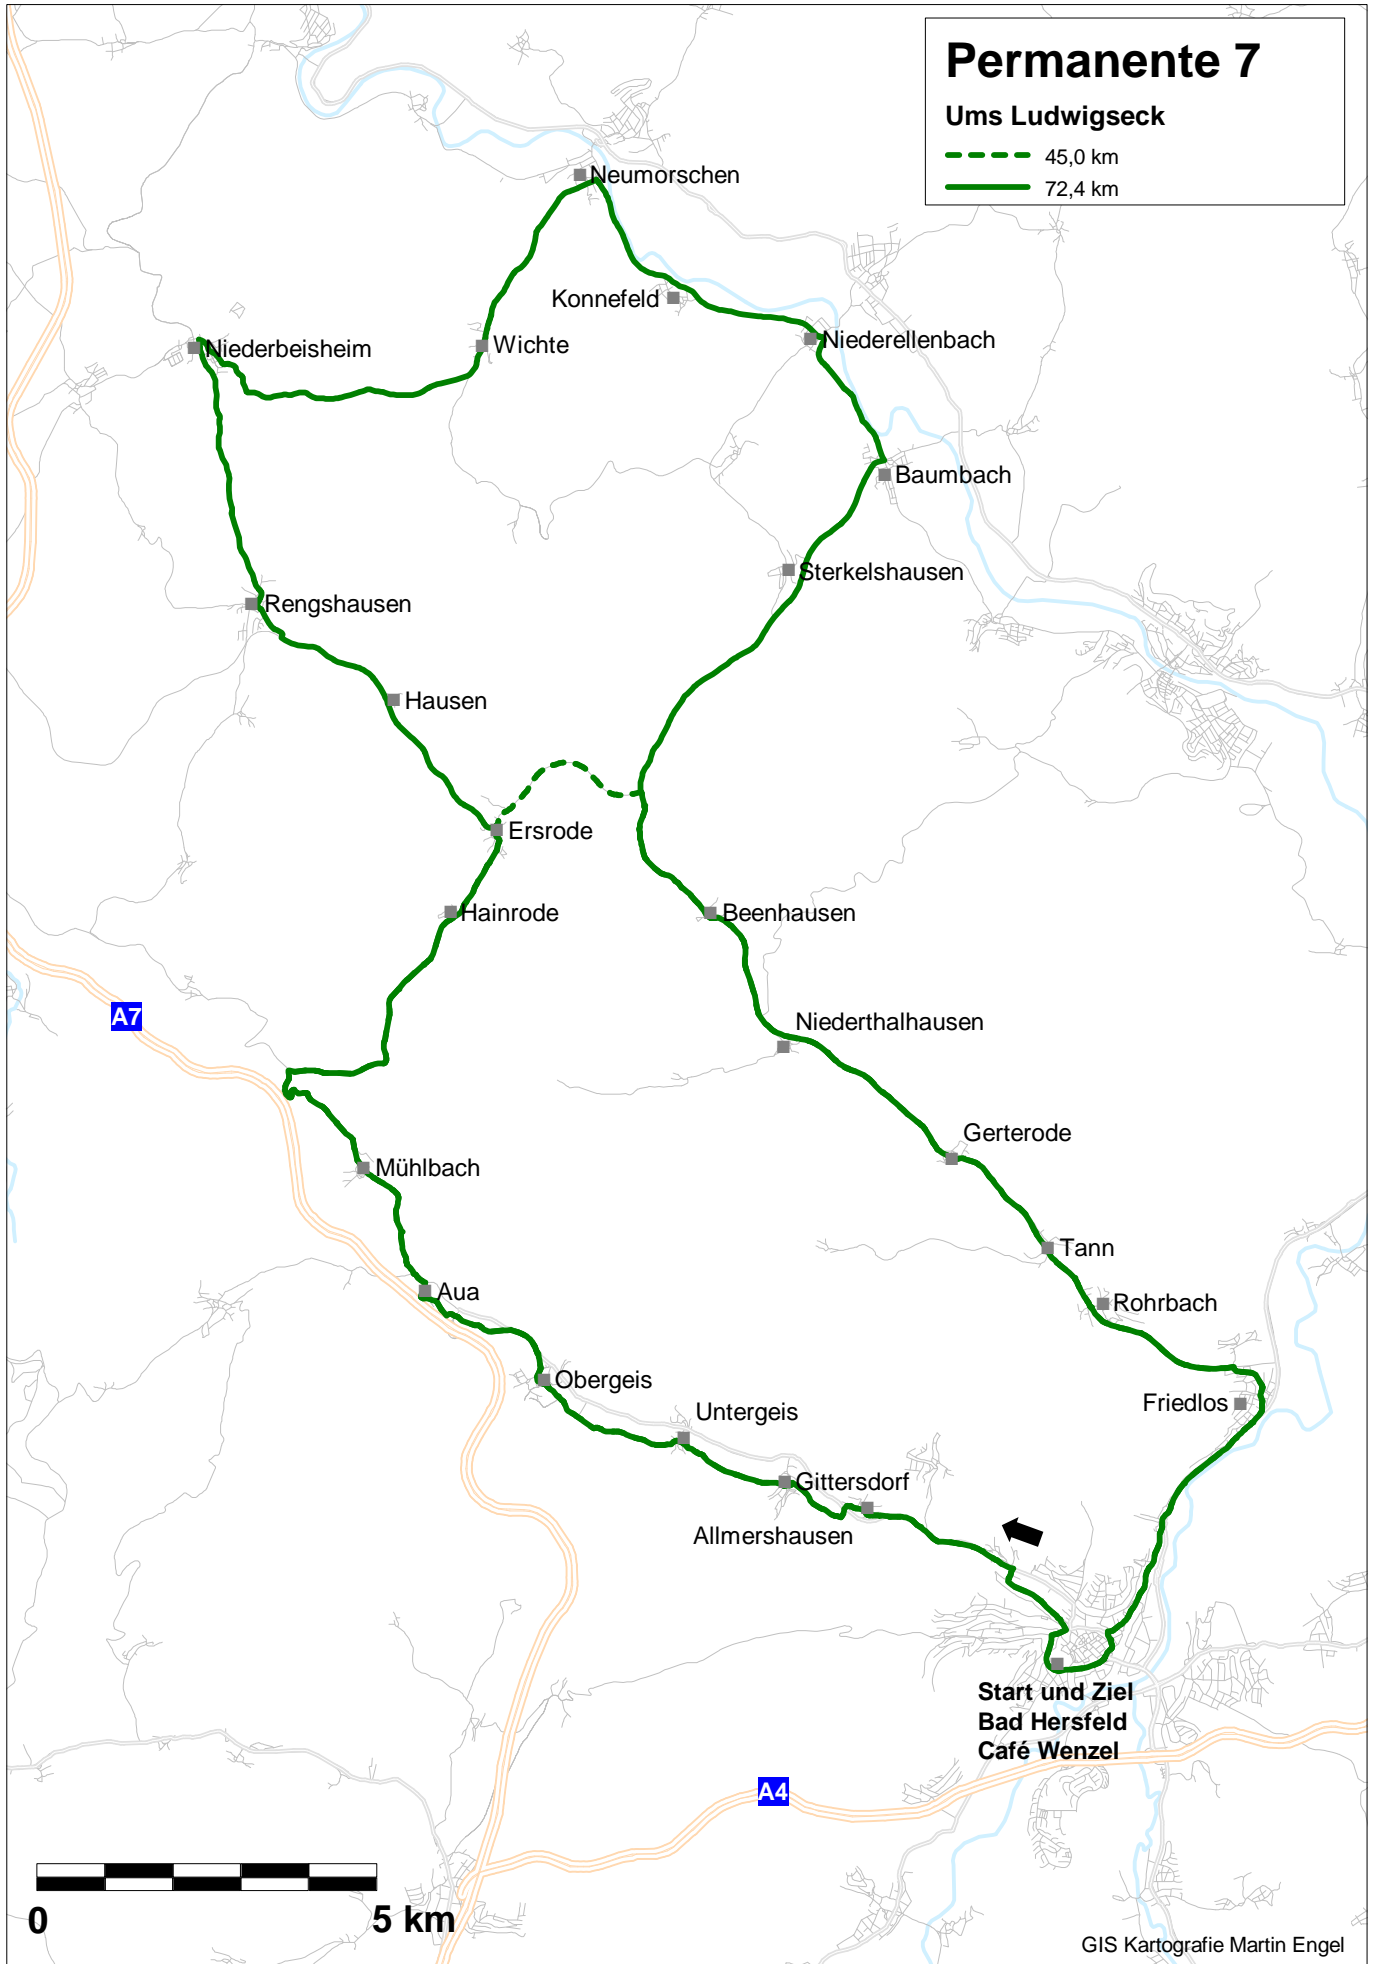 Permanente 7
Ums Ludwigseck
45,0 km
72,4 km
Neumorschen
Konnefeld
Niederellenbach
Wichte
Niederbeisheim
Baumbach
Sterkelshausen
Rengshausen
Hausen
Ersrode
Hainrode
Beenhausen
A7
Niederthalhausen
Gerterode
Mühlbach
Tann
Aua
Rohrbach
Obergeis
Friedlos
Untergeis
Gittersdorf
Allmershausen
Start und Ziel
Bad Hersfeld
Café Wenzel
A4
0
5 km
GIS Kartografie Martin Engel